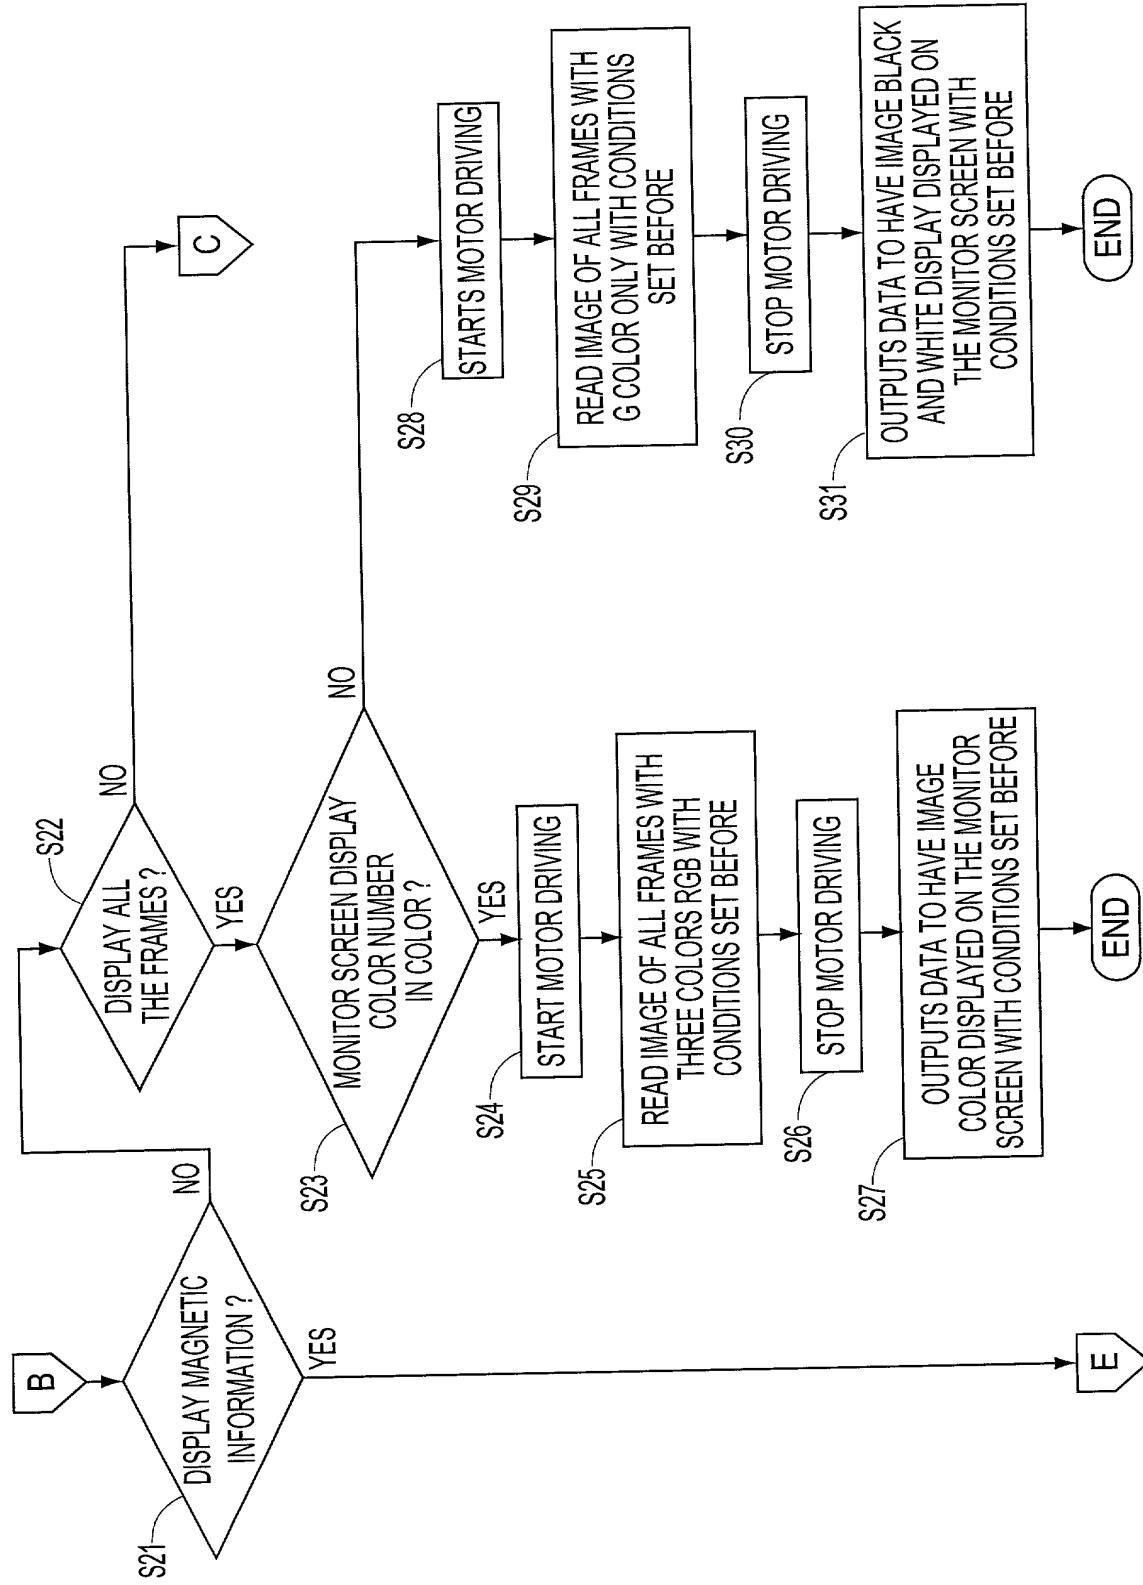 B
DISPLAY MAGNETIC
INFORMATION ?
S21
NO
YES
E
DISPLAY ALL
THE FRAMES ?
S22
NO
C
YES
MONITOR SCREEN DISPLAY
COLOR NUMBER
IN COLOR ?
S23
NO
YES
S24
START MOTOR DRIVING
S25
READ IMAGE OF ALL FRAMES WITH
THREE COLORS RGB WITH
CONDITIONS SET BEFORE
S26
STOP MOTOR DRIVING
S27
OUTPUTS DATA TO HAVE IMAGE
COLOR DISPLAYED ON THE MONITOR
SCREEN WITH CONDITIONS SET BEFORE
END
S28
STARTS MOTOR DRIVING
S29
READ IMAGE OF ALL FRAMES WITH
G COLOR ONLY WITH CONDITIONS
SET BEFORE
S30
STOP MOTOR DRIVING
S31
OUTPUTS DATA TO HAVE IMAGE BLACK
AND WHITE DISPLAY DISPLAYED ON
THE MONITOR SCREEN WITH
CONDITIONS SET BEFORE
END